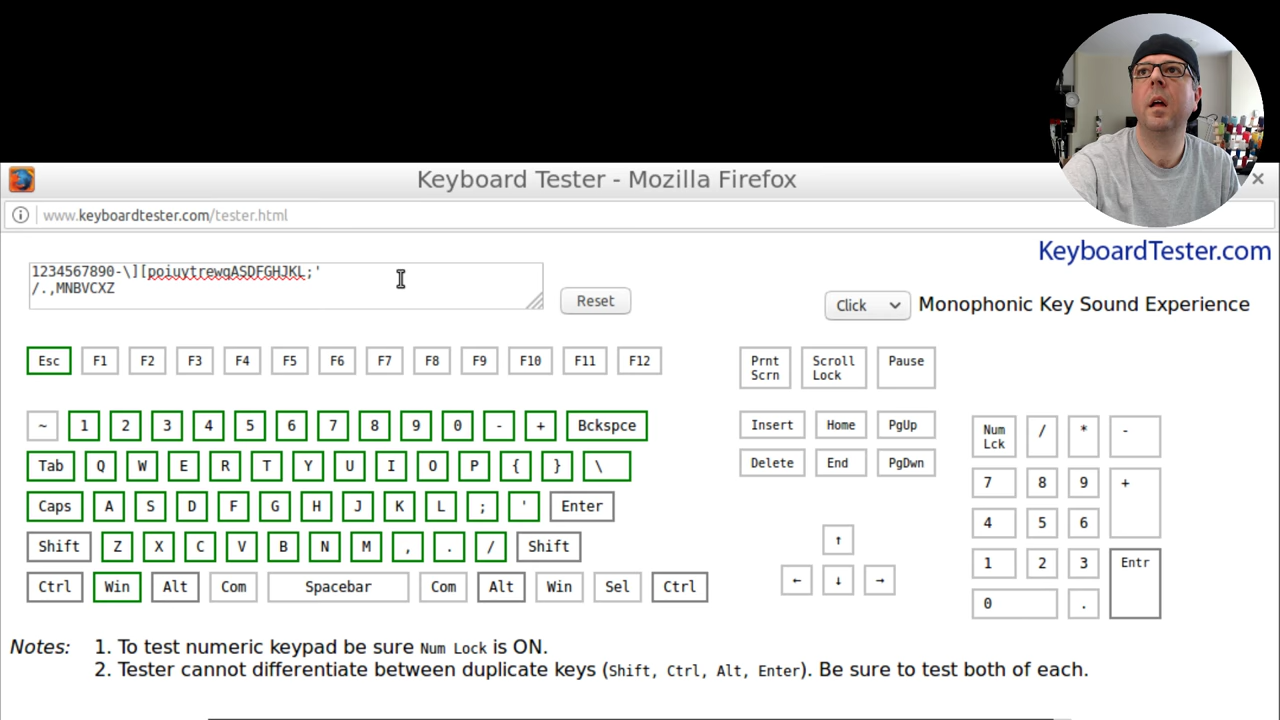 Keyboard Tester - Mozilla Firefox
×
www.keyboardtester.com/tester.html
KeyboardTester.com
1234567890-\][poiuytrewqASDFGHJKL;'
/.,MNBVCXZ
Reset
Click
Monophonic Key Sound Experience
Esc F1 F2 F3 F4 F5 F6 F7 F8 F9 F10 F11 F12
Prnt Scrn
Scroll Lock
Pause
~ 1 2 3 4 5 6 7 8 9 0 - + Bckspce
Insert Home PgUp
Num Lck / * -
Tab Q W E R T Y U I O P { } \
Delete End PgDwn
7 8 9 +
Caps A S D F G H J K L ; ' Enter
4 5 6
Shift Z X C V B N M , . / Shift
↑
1 2 3 Entr
Ctrl Win Alt Com Spacebar Com Alt Win Sel Ctrl
← ↓ →
0 .
Notes: 1. To test numeric keypad be sure Num Lock is ON.
2. Tester cannot differentiate between duplicate keys (Shift, Ctrl, Alt, Enter). Be sure to test both of each.